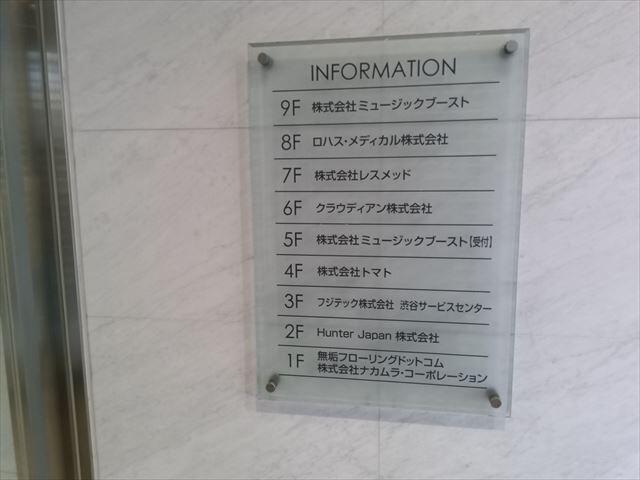 INFORMATION
9F 株式会社ミュージックブースト
8F ロハス・メディカル株式会社
7F 株式会社レスメッド
6F クラウディアン株式会社
5F 株式会社ミュージックブースト[受付]
4F 株式会社トマト
3F フジテック株式会社 渋谷サービスセンター
2F Hunter Japan 株式会社
1F 無垢フローリングドットコム
株式会社ナカムラ・コーポレーション